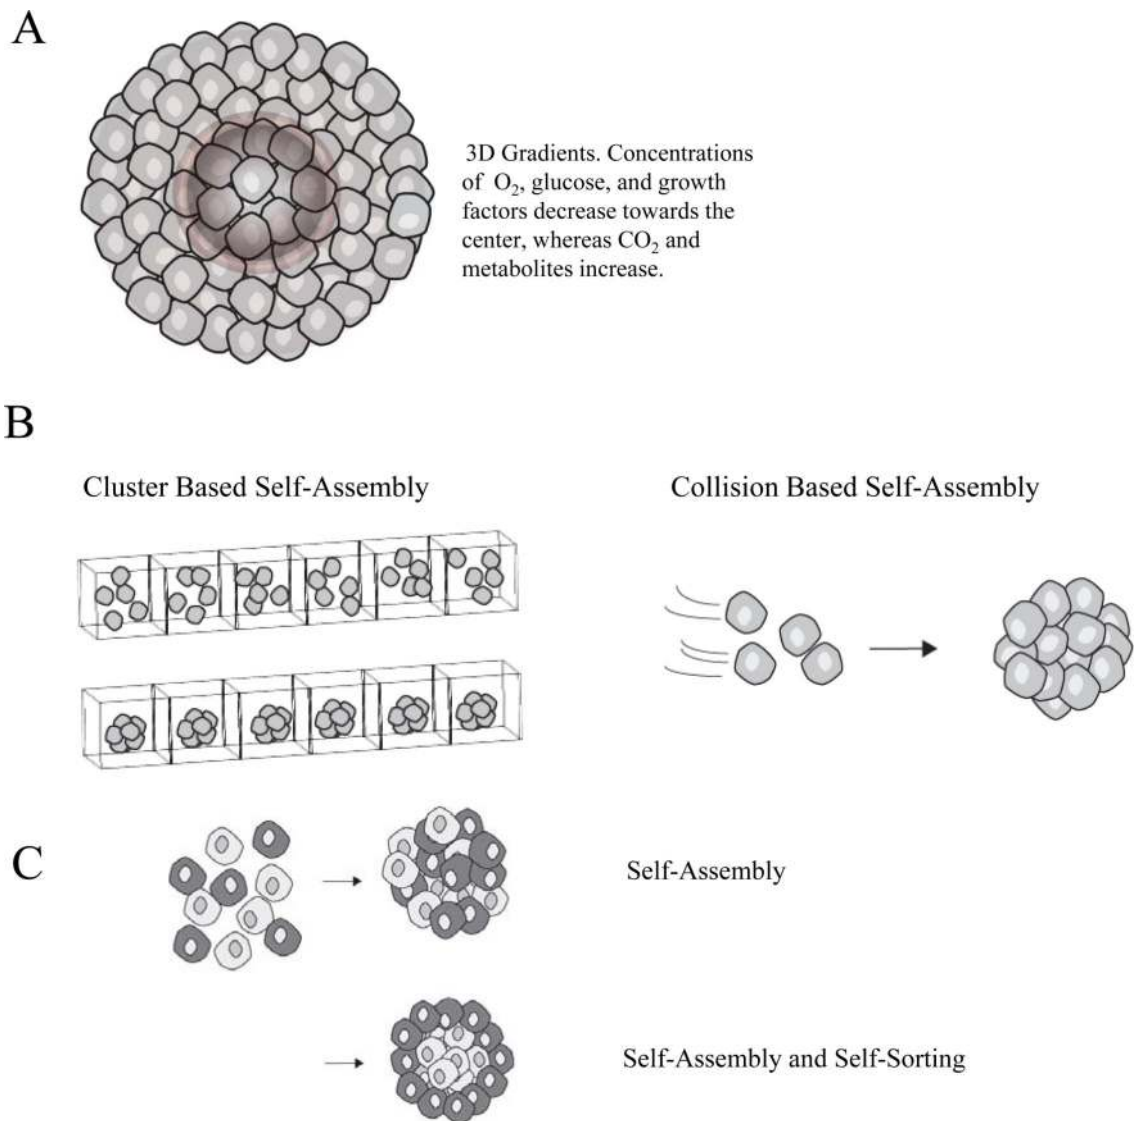 A
3D Gradients. Concentrations
of O₂, glucose, and growth
factors decrease towards the
center, whereas CO₂ and
metabolites increase.
B
Cluster Based Self-Assembly
Collision Based Self-Assembly
C
Self-Assembly
Self-Assembly and Self-Sorting